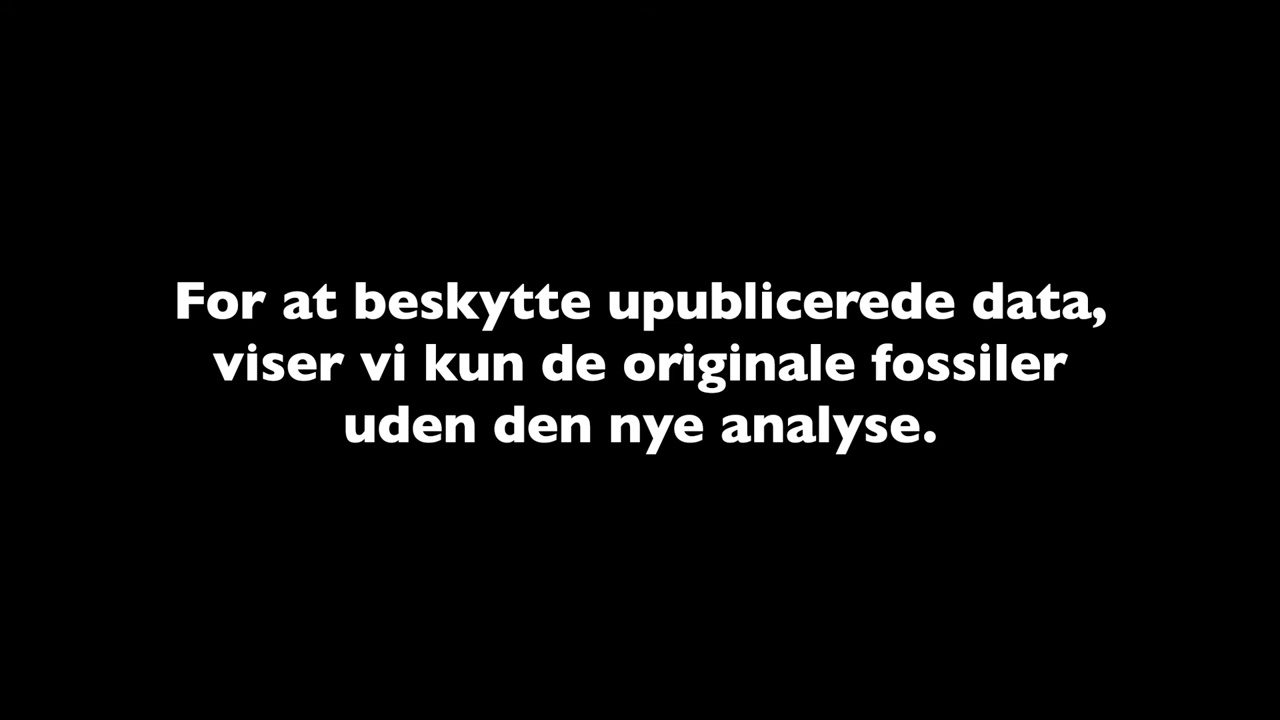 For at beskytte upublicerede data,
viser vi kun de originale fossiler
uden den nye analyse.